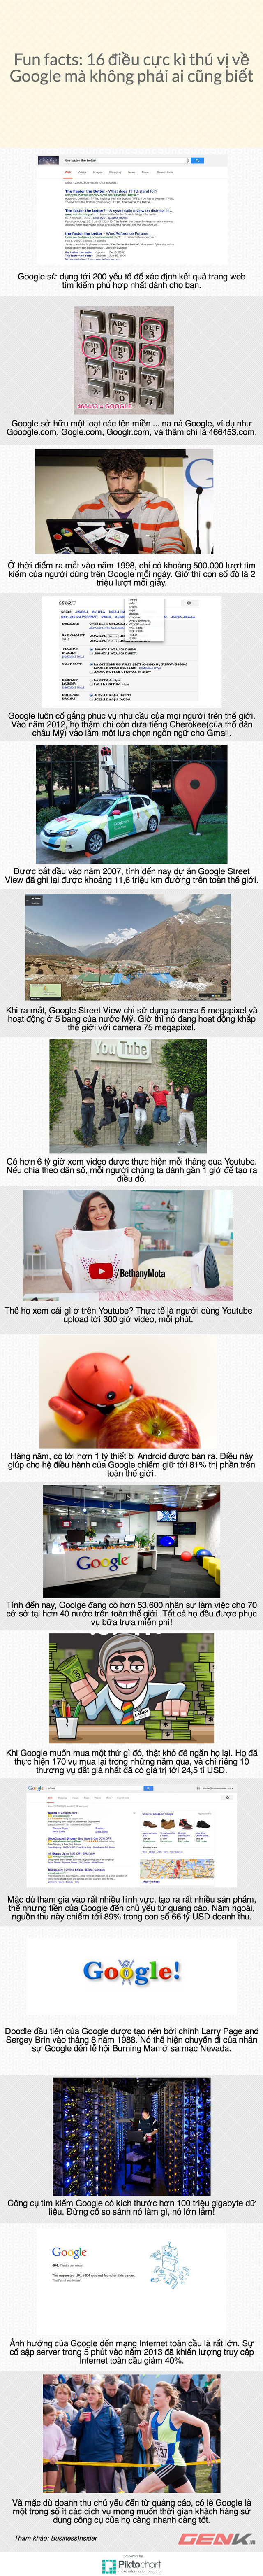 Fun facts: 16 điều cực kì thú vị về
Google mà không phải ai cũng biết
the faster the better
Google sử dụng tới 200 yếu tố để xác định kết quả trang web
tìm kiếm phù hợp nhất dành cho bạn.
466453 = GOOGLE?
Google sở hữu một loạt các tên miền ... na ná Google, ví dụ như
Gooogle.com, Gogle.com, Googlr.com, và thậm chí là 466453.com.
Ở thời điểm ra mắt vào năm 1998, chỉ có khoảng 500.000 lượt tìm
kiếm của người dùng trên Google mỗi ngày. Giờ thì con số đó là 2
triệu lượt mỗi giây.
Google luôn cố gắng phục vụ nhu cầu của mọi người trên thế giới.
Vào năm 2012, họ thậm chí còn đưa tiếng Cherokee(của thổ dân
châu Mỹ) vào làm một lựa chọn ngôn ngữ cho Gmail.
Được bắt đầu vào năm 2007, tính đến nay dự án Google Street
View đã ghi lại được khoảng 11,6 triệu km đường trên toàn thế giới.
Khi ra mắt, Google Street View chỉ sử dụng camera 5 megapixel và
hoạt động ở 5 bang của nước Mỹ. Giờ thì nó đang hoạt động khắp
thế giới với camera 75 megapixel.
YouTube
Có hơn 6 tỷ giờ xem video được thực hiện mỗi tháng qua Youtube.
Nếu chia theo dân số, mỗi người chúng ta dành gần 1 giờ để tạo ra
điều đó.
/BethanyMota
Thế họ xem cái gì ở trên Youtube? Thực tế là người dùng Youtube
upload tới 300 giờ video, mỗi phút.
Hàng năm, có tới hơn 1 tỷ thiết bị Android được bán ra. Điều này
giúp cho hệ điều hành của Google chiếm giữ tới 81% thị phần trên
toàn thế giới.
Google
Tính đến nay, Goolge đang có hơn 53,600 nhân sự làm việc cho 70
cơ sở tại hơn 40 nước trên toàn thế giới. Tất cả họ đều được phục
vụ bữa trưa miễn phí!
LARRY
Khi Google muốn mua một thứ gì đó, thật khó để ngăn họ lại. Họ đã
thực hiện 170 vụ mua lại trong những năm qua, và chỉ riêng 10
thương vụ đắt giá nhất đã có giá trị tới 24,5 tỉ USD.
Google
Mặc dù tham gia vào rất nhiều lĩnh vực, tạo ra rất nhiều sản phẩm,
thế nhưng tiền của Google đến chủ yếu từ quảng cáo. Năm ngoái,
nguồn thu này chiếm tới 89% trong con số 66 tỷ USD doanh thu.
Google!
Doodle đầu tiên của Google được tạo nên bởi chính Larry Page and
Sergey Brin vào tháng 8 năm 1988. Nó thể hiện chuyến đi của nhân
sự Google đến lễ hội Burning Man ở sa mạc Nevada.
Công cụ tìm kiếm Google có kích thước hơn 100 triệu gigabyte dữ
liệu. Đừng cố so sánh nó làm gì, nó lớn lắm!
Google
404. That's an error.
The requested URL /404 was not found on this server.
That's all we know.
Ảnh hưởng của Google đến mạng Internet toàn cầu là rất lớn. Sự
cố sập server trong 5 phút vào năm 2013 đã khiến lượng truy cập
Internet toàn cầu giảm 40%.
Và mặc dù doanh thu chủ yếu đến từ quảng cáo, có lẽ Google là
một trong số ít các dịch vụ mong muốn thời gian khách hàng sử
dụng công cụ của họ càng nhanh càng tốt.
Tham khảo: BusinessInsider
GENK
powered by
Piktochart
make information beautiful